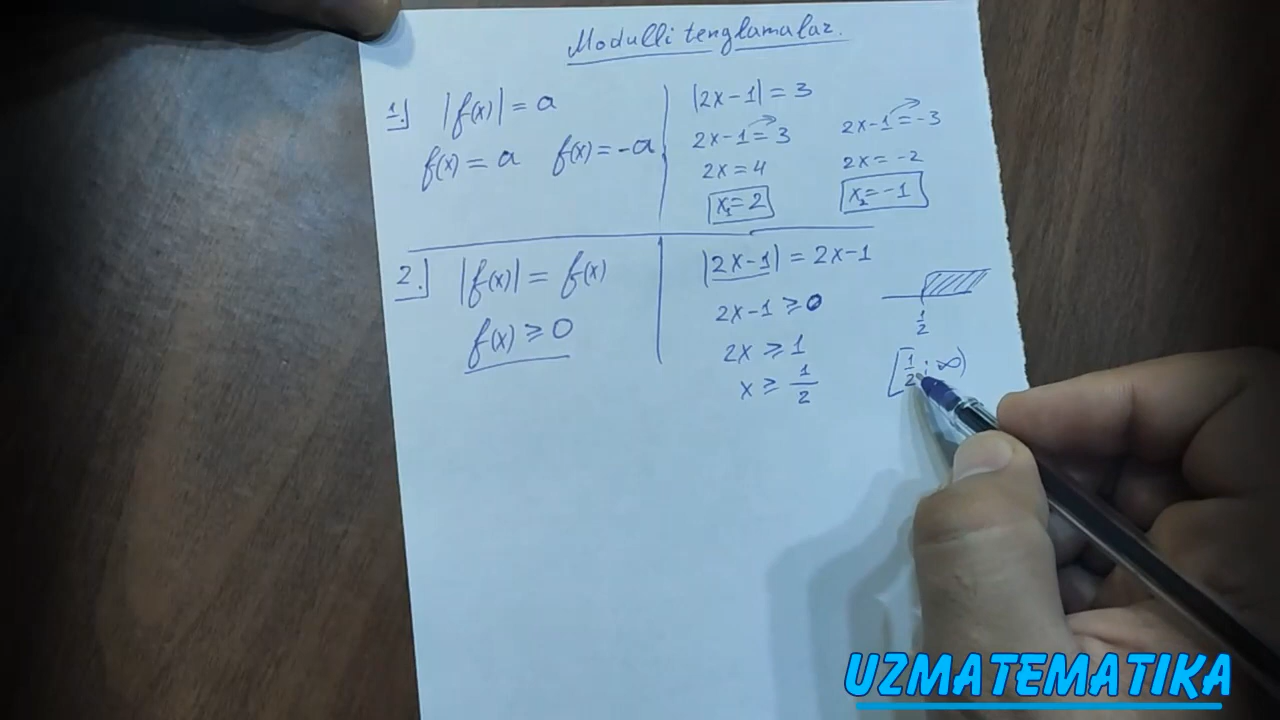 Modulli tenglamalar.
1.) |f(x)| = a
f(x) = a f(x) = -a
|2x-1| = 3
2x-1 = 3 2x-1 = -3
2x = 4 2x = -2
x₁ = 2 x₂ = -1
2.) |f(x)| = f(x)
f(x) ≥ 0
|2x-1| = 2x-1
2x-1 ≥ 0
2x ≥ 1
x ≥ 1/2
1/2
[1/2; ∞)
UZMATEMATIKA